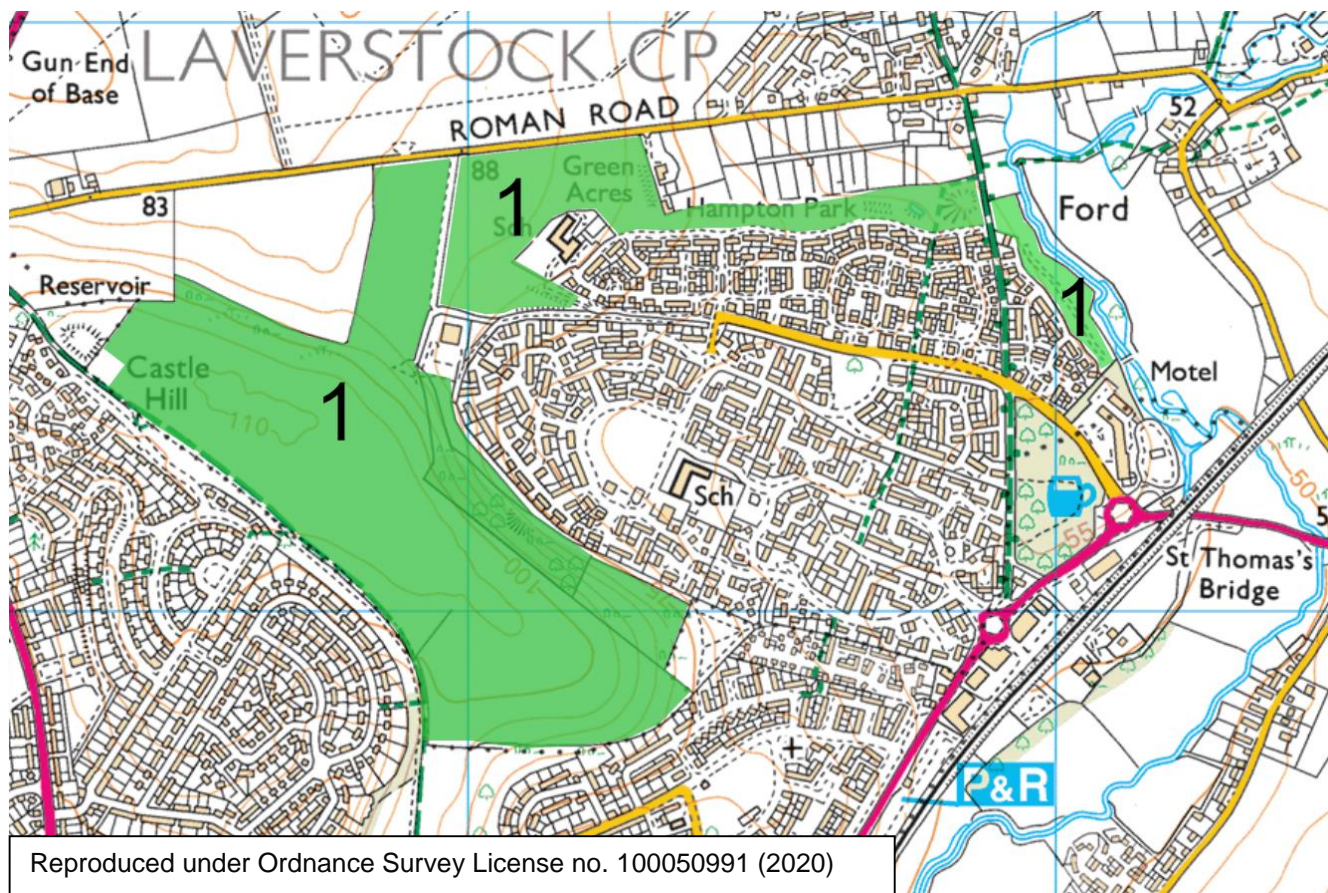 LAVERSTOCK CP
Gun End
of Base
ROMAN ROAD
52
88
Green
Acres
1
Sch
Hampton Park
83
Ford
Reservoir
1
Castle
Hill
110
1
Motel
Sch
50
5
55
100
St Thomas's
Bridge
P&R
Reproduced under Ordnance Survey License no. 100050991 (2020)